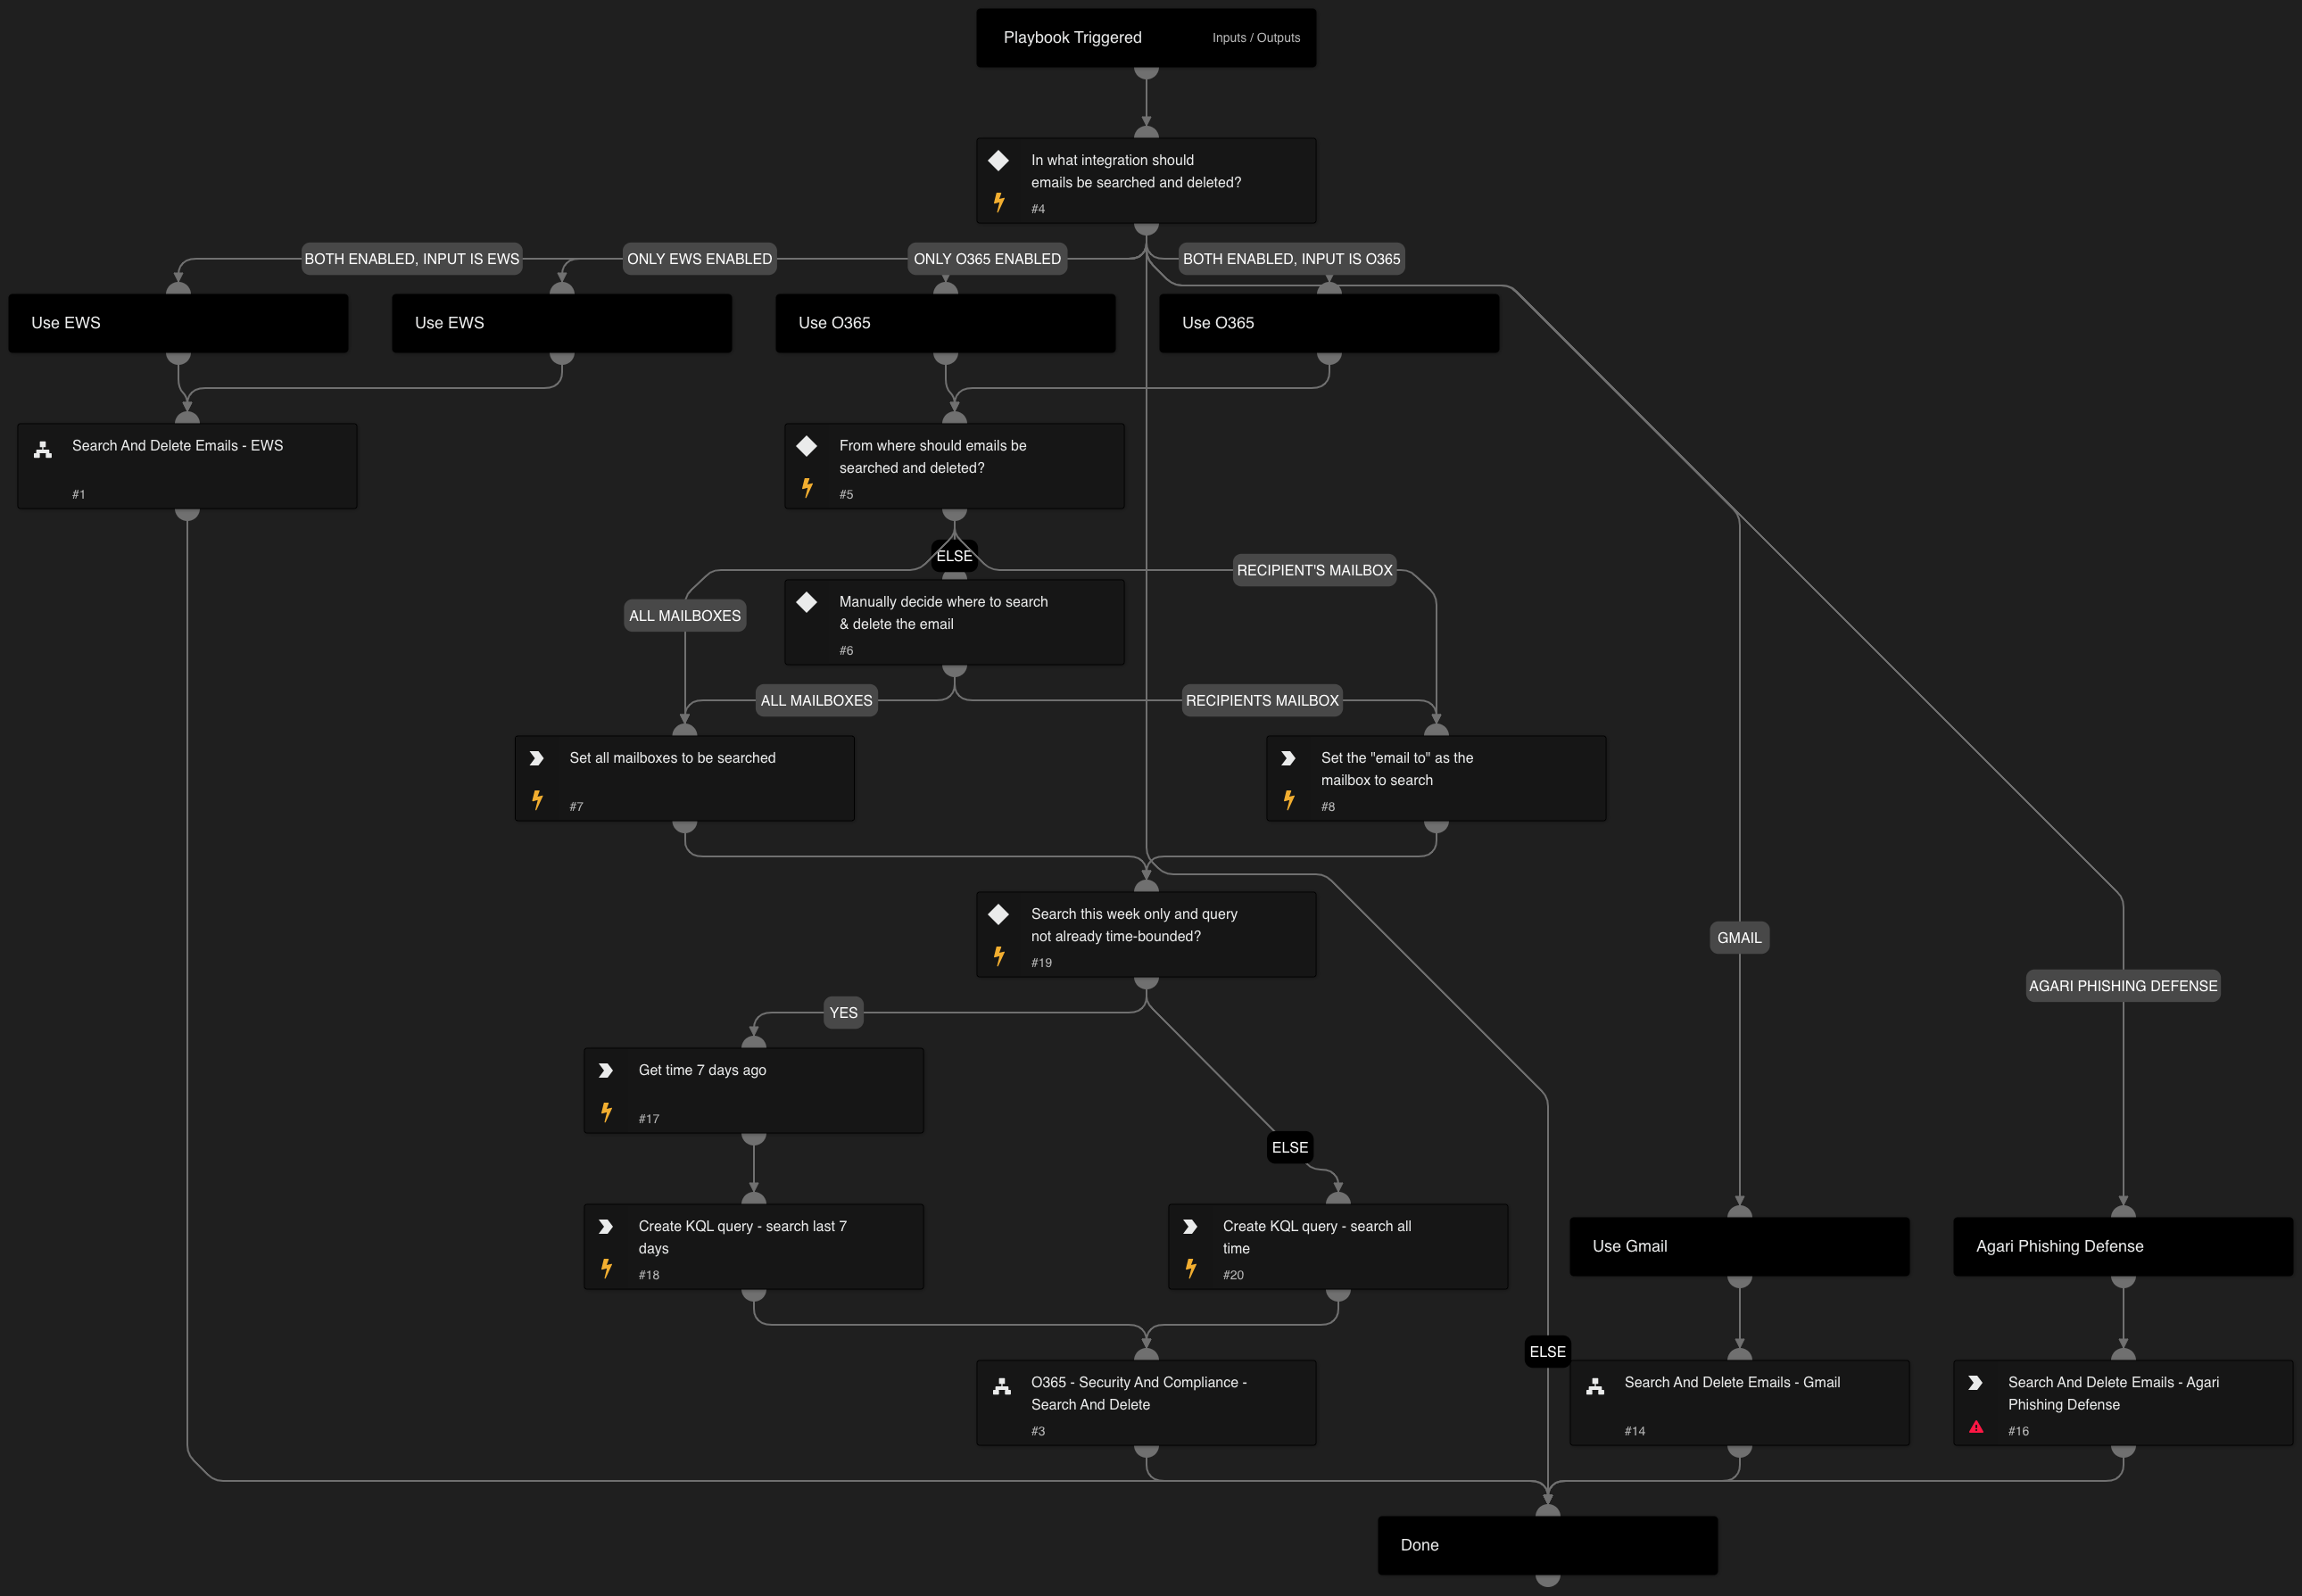 Playbook Triggered
Inputs / Outputs
In what integration should
emails be searched and deleted?
#4
BOTH ENABLED, INPUT IS EWS
ONLY EWS ENABLED
ONLY O365 ENABLED
BOTH ENABLED, INPUT IS O365
Use EWS
Use EWS
Use O365
Use O365
Search And Delete Emails - EWS
#1
From where should emails be
searched and deleted?
#5
ELSE
RECIPIENT'S MAILBOX
ALL MAILBOXES
Manually decide where to search
& delete the email
#6
ALL MAILBOXES
RECIPIENTS MAILBOX
Set all mailboxes to be searched
#7
Set the "email to" as the
mailbox to search
#8
Search this week only and query
not already time-bounded?
#19
GMAIL
AGARI PHISHING DEFENSE
YES
Get time 7 days ago
#17
ELSE
Create KQL query - search last 7
days
#18
Create KQL query - search all
time
#20
Use Gmail
Agari Phishing Defense
ELSE
O365 - Security And Compliance -
Search And Delete
#3
Search And Delete Emails - Gmail
#14
Search And Delete Emails - Agari
Phishing Defense
#16
Done